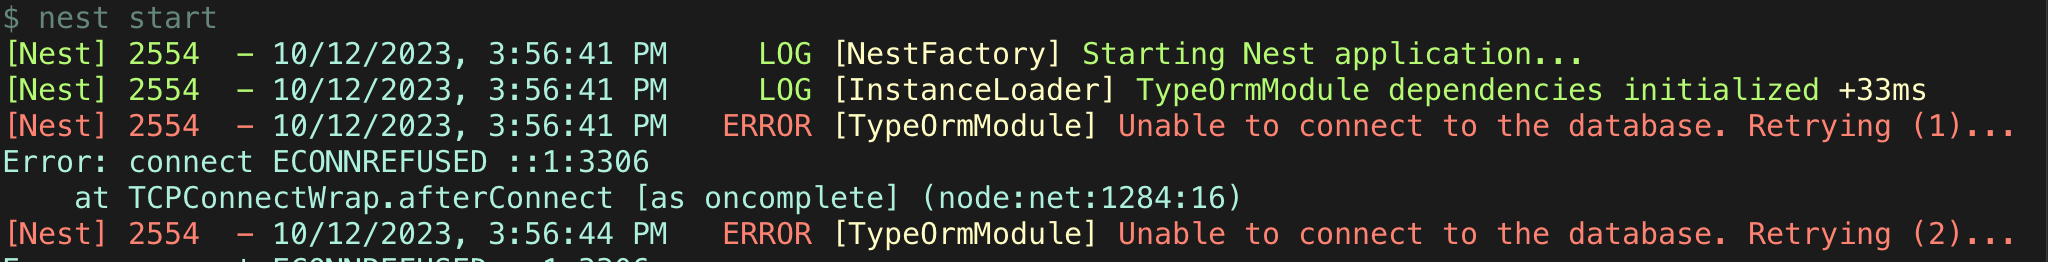 $ nest start
[Nest] 2554  - 10/12/2023, 3:56:41 PM     LOG [NestFactory] Starting Nest application...
[Nest] 2554  - 10/12/2023, 3:56:41 PM     LOG [InstanceLoader] TypeOrmModule dependencies initialized +33ms
[Nest] 2554  - 10/12/2023, 3:56:41 PM   ERROR [TypeOrmModule] Unable to connect to the database. Retrying (1)...
Error: connect ECONNREFUSED ::1:3306
    at TCPConnectWrap.afterConnect [as oncomplete] (node:net:1284:16)
[Nest] 2554  - 10/12/2023, 3:56:44 PM   ERROR [TypeOrmModule] Unable to connect to the database. Retrying (2)...